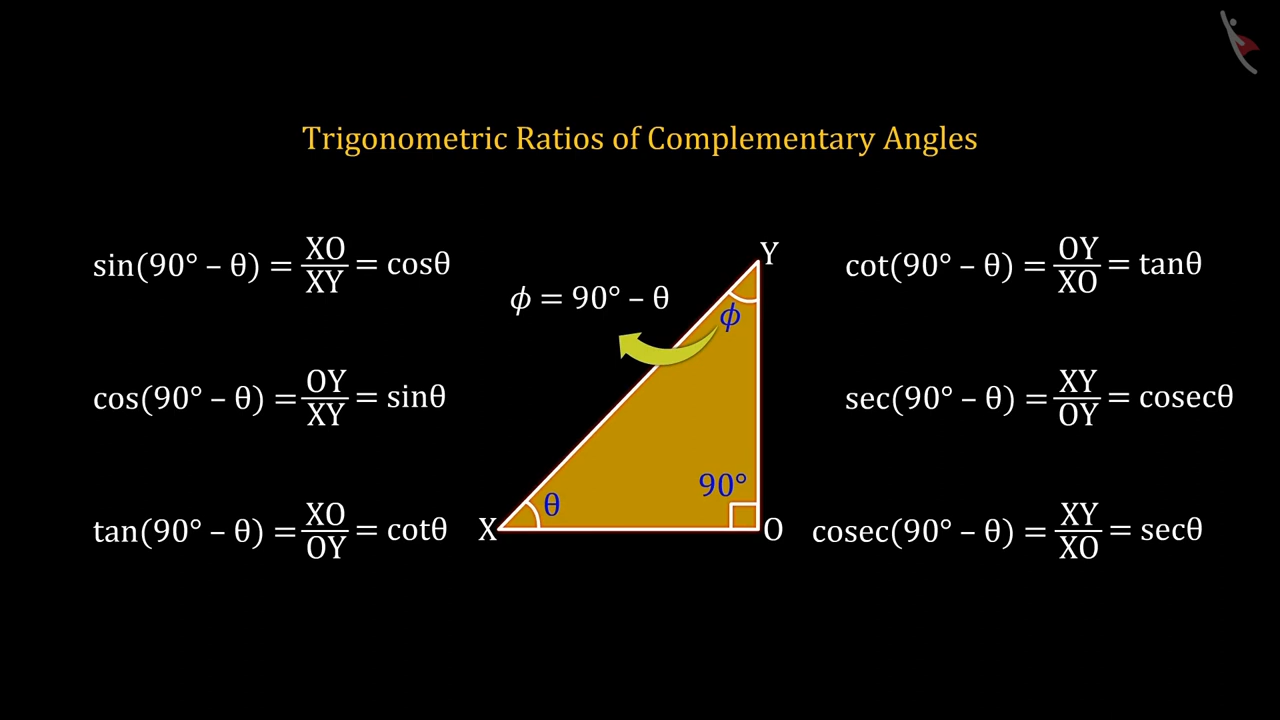 Trigonometric Ratios of Complementary Angles
sin(90° – θ) = XO/XY = cosθ
cos(90° – θ) = OY/XY = sinθ
tan(90° – θ) = XO/OY = cotθ
ϕ = 90° – θ
Y
ϕ
90°
θ
X
O
cot(90° – θ) = OY/XO = tanθ
sec(90° – θ) = XY/OY = cosecθ
cosec(90° – θ) = XY/XO = secθ